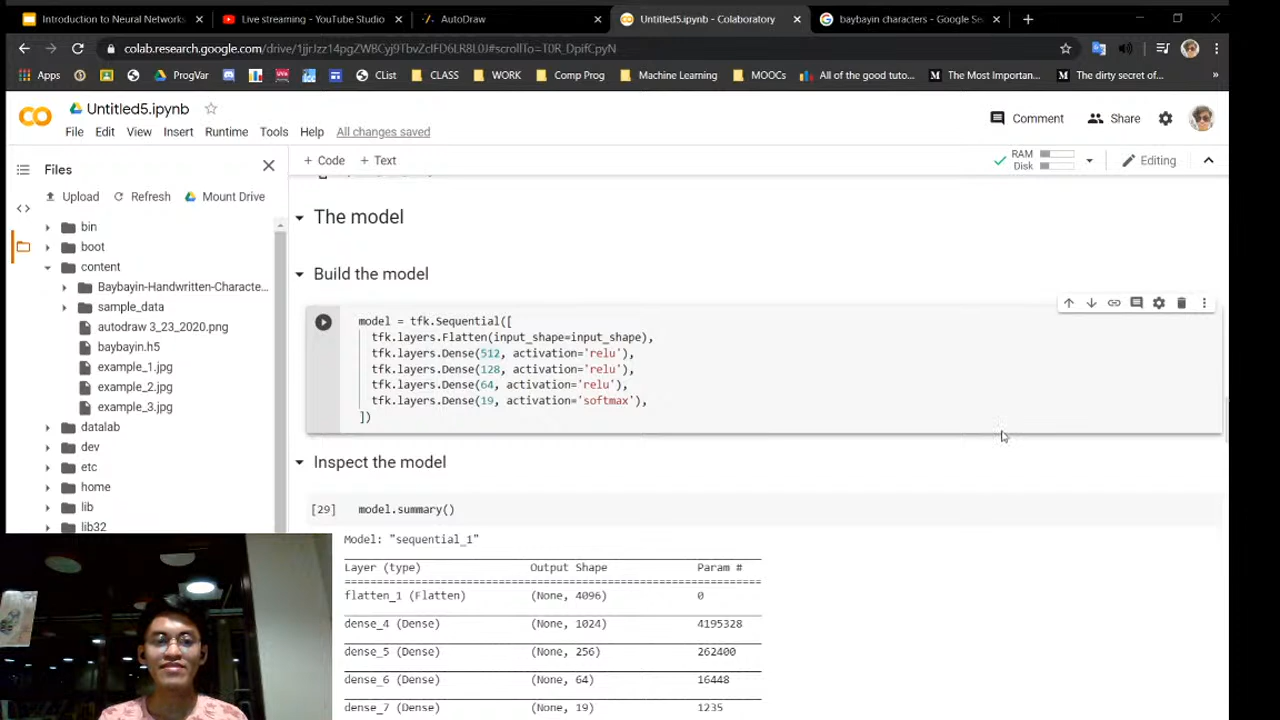 Introduction to Neural Networks
Live streaming - YouTube Studio
AutoDraw
Untitled5.ipynb - Colaboratory
baybayin characters - Google Se
colab.research.google.com/drive/1jjrJzz14pgZWBCyj9TbvZcIFD6LR8L0J#scrollTo=T0R_DpifCpyN
Apps
ProgVar
CList
CLASS
WORK
Comp Prog
Machine Learning
MOOCs
All of the good tuto...
The Most Importan...
The dirty secret of...
Untitled5.ipynb
Comment
Share
File Edit View Insert Runtime Tools Help All changes saved
Files
+ Code + Text
RAM
Disk
Editing
Upload Refresh Mount Drive
bin
boot
content
Baybayin-Handwritten-Characte...
sample_data
autodraw 3_23_2020.png
baybayin.h5
example_1.jpg
example_2.jpg
example_3.jpg
datalab
dev
etc
home
lib
lib32
The model
Build the model
model = tfk.Sequential([
tfk.layers.Flatten(input_shape=input_shape),
tfk.layers.Dense(512, activation='relu'),
tfk.layers.Dense(128, activation='relu'),
tfk.layers.Dense(64, activation='relu'),
tfk.layers.Dense(19, activation='softmax'),
])
Inspect the model
[29] model.summary()
Model: "sequential_1"
Layer (type) Output Shape Param #
flatten_1 (Flatten) (None, 4096) 0
dense_4 (Dense) (None, 1024) 4195328
dense_5 (Dense) (None, 256) 262400
dense_6 (Dense) (None, 64) 16448
dense_7 (Dense) (None, 19) 1235